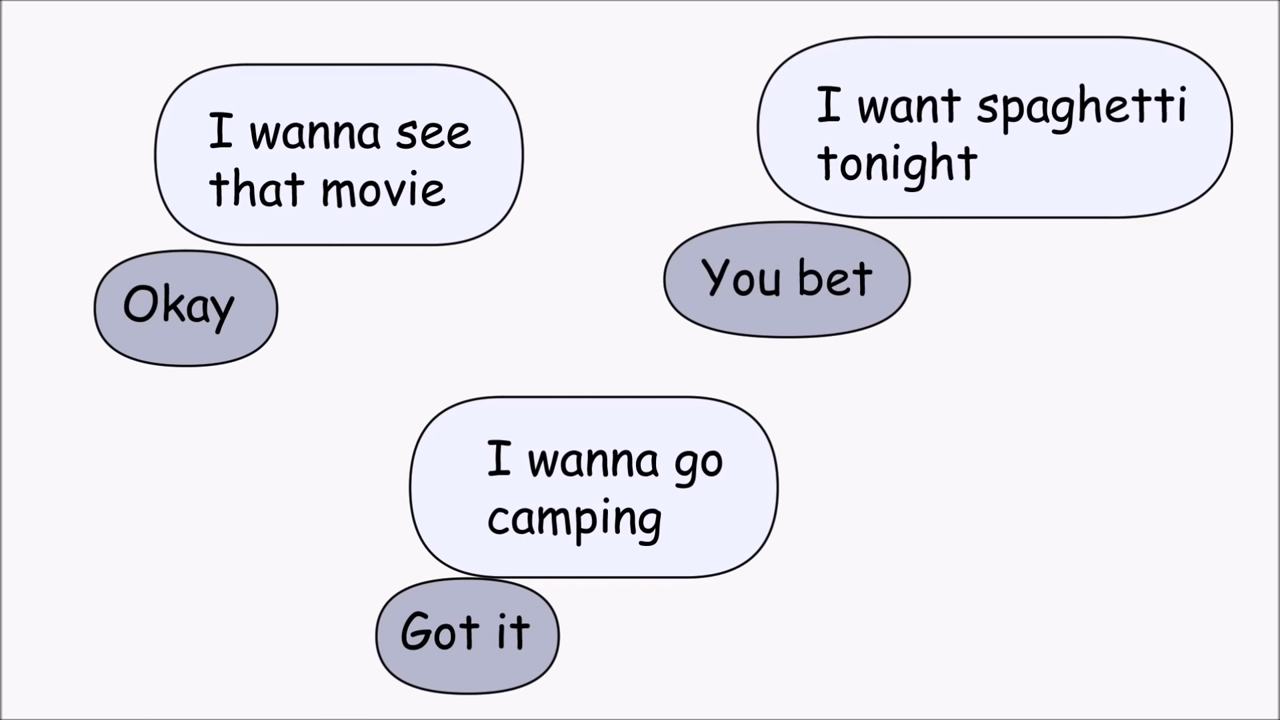 I wanna see
that movie
Okay
I want spaghetti
tonight
You bet
I wanna go
camping
Got it